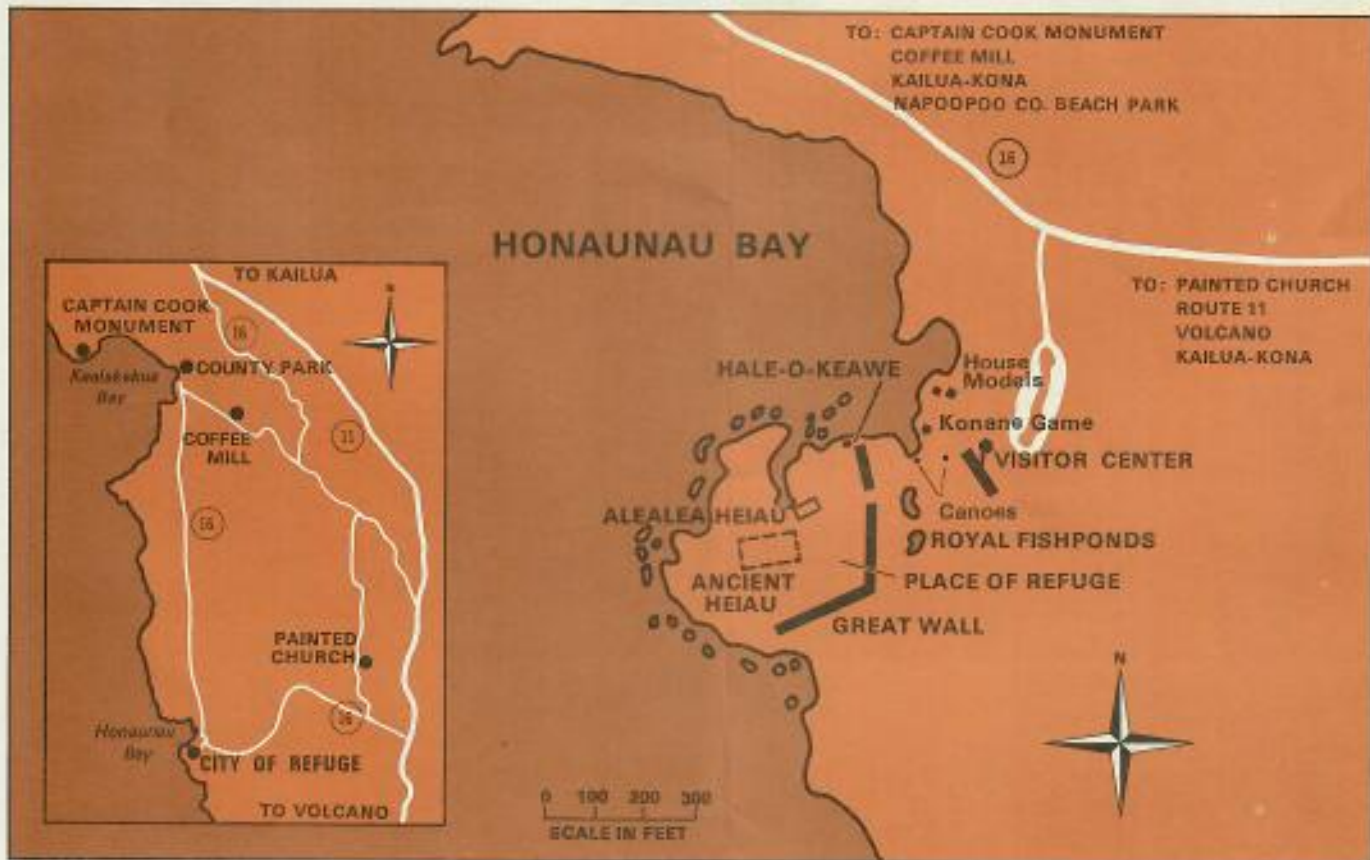 TO: CAPTAIN COOK MONUMENT
COFFEE MILL
KAILUA-KONA
NAPOOPOO CO. BEACH PARK
16
HONAUNAU BAY
TO: PAINTED CHURCH
ROUTE 11
VOLCANO
KAILUA-KONA
HALE-O-KEAWE
House
Models
Konane Game
VISITOR CENTER
Canoes
ALEALEA HEIAU
ROYAL FISHPONDS
ANCIENT
HEIAU
PLACE OF REFUGE
GREAT WALL
N
0 100 200 300
SCALE IN FEET
TO KAILUA
N
CAPTAIN COOK
MONUMENT
16
Kealakekua
Bay
COUNTY PARK
COFFEE
MILL
11
16
PAINTED
CHURCH
16
Honaunau
Bay
CITY OF REFUGE
TO VOLCANO